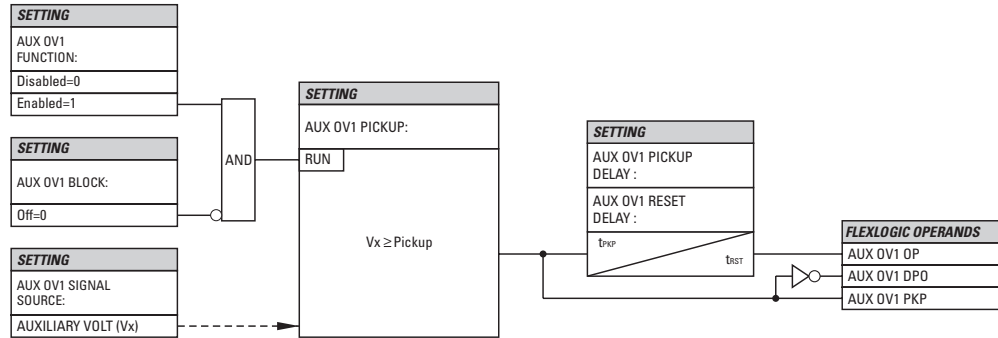 SETTING
AUX OV1
FUNCTION:
Disabled=0
Enabled=1
SETTING
AUX OV1 BLOCK:
Off=0
SETTING
AUX OV1 SIGNAL
SOURCE:
AUXILIARY VOLT (Vx)
AND
SETTING
AUX OV1 PICKUP:
RUN
Vx ≥ Pickup
SETTING
AUX OV1 PICKUP
DELAY :
AUX OV1 RESET
DELAY :
tPKP
tRST
FLEXLOGIC OPERANDS
AUX OV1 OP
AUX OV1 DPO
AUX OV1 PKP